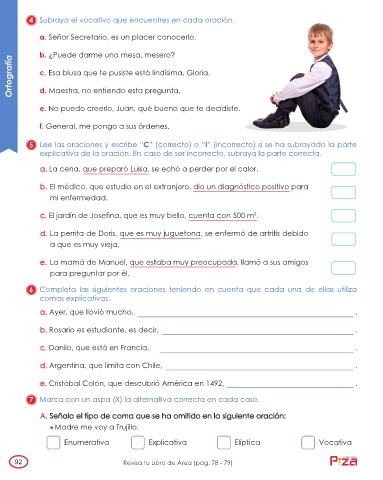 4 Subraya el vocativo que encuentres en cada oración.
a. Señor Secretario, es un placer conocerlo.
b. ¿Puede darme una mesa, mesero?
c. Esa blusa que te pusiste está lindísima, Gloria.
d. Maestra, no entiendo esta pregunta.
e. No puedo creerlo, Juan, qué bueno que te decidiste.
f. General, me pongo a sus órdenes.
Ortografía
5 Lee las oraciones y escribe “C” (correcto) o “I” (incorrecto) si se ha subrayado la parte
explicativa de la oración. En caso de ser incorrecto, subraya la parte correcta.
a. La cena, que preparó Luisa, se echó a perder por el calor.
b. El médico, que estudio en el extranjero, dio un diagnóstico positivo para
mi enfermedad.
c. El jardín de Josefina, que es muy bello, cuenta con 500 m².
d. La perrita de Doris, que es muy juguetona, se enfermó de artritis debido
a que es muy vieja.
e. La mamá de Manuel, que estaba muy preocupada, llamó a sus amigos
para preguntar por él.
6 Completa las siguientes oraciones teniendo en cuenta que cada una de ellas utiliza
comas explicativas.
a. Ayer, que llovió mucho, .
b. Rosario es estudiante, es decir, .
c. Danilo, que está en Francia, .
d. Argentina, que limita con Chile, .
e. Cristóbal Colón, que descubrió América en 1492, .
7 Marca con un aspa (X) la alternativa correcta en cada caso.
A. Señala el tipo de coma que se ha omitido en la siguiente oración:
• Madre me voy a Trujillo.
Enumerativa Explicativa Elíptica Vocativa
92 Revisa tu Libro de Área (pág. 78 - 79)